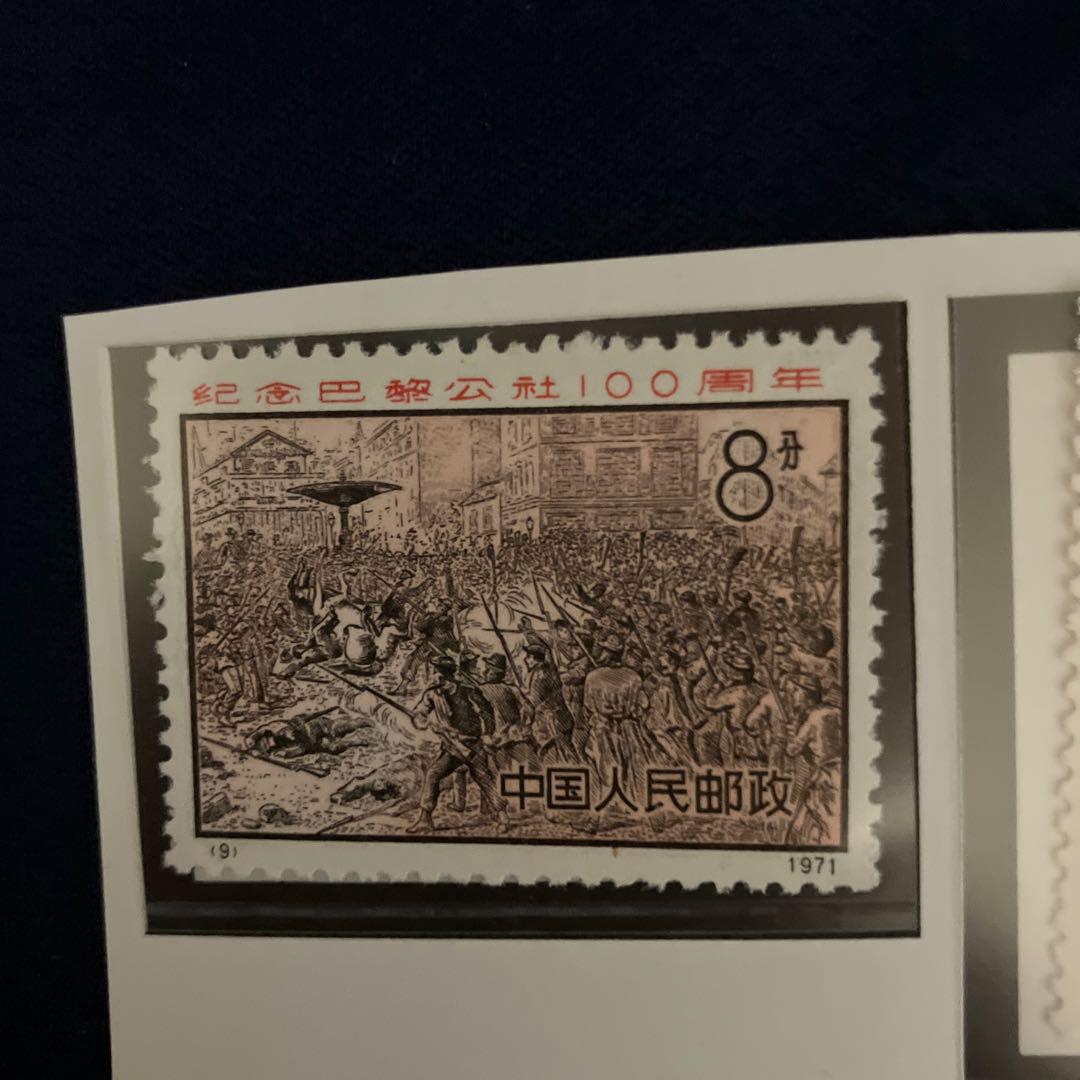 纪念巴黎公社100周年
8分
中国人民邮政
(9)
1971